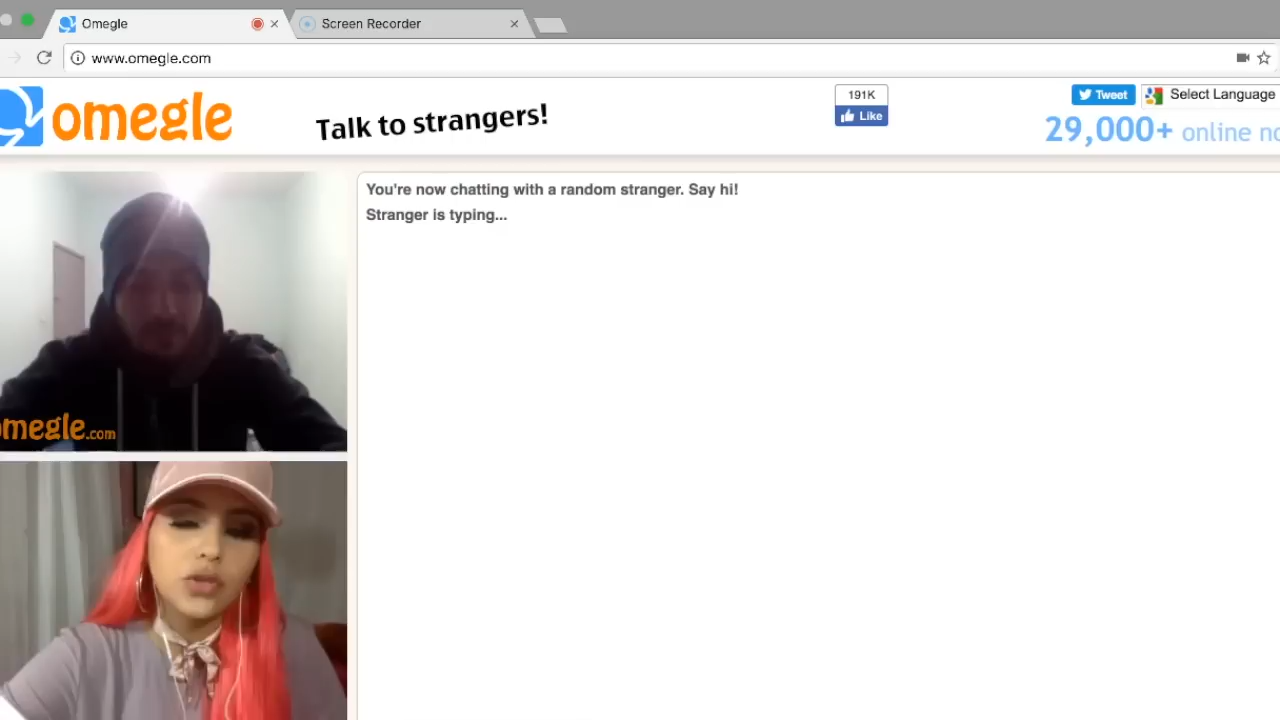 Omegle
Screen Recorder
www.omegle.com
omegle
Talk to strangers!
191K
Like
Tweet
Select Language
29,000+ online no
You're now chatting with a random stranger. Say hi!
Stranger is typing...
omegle.com